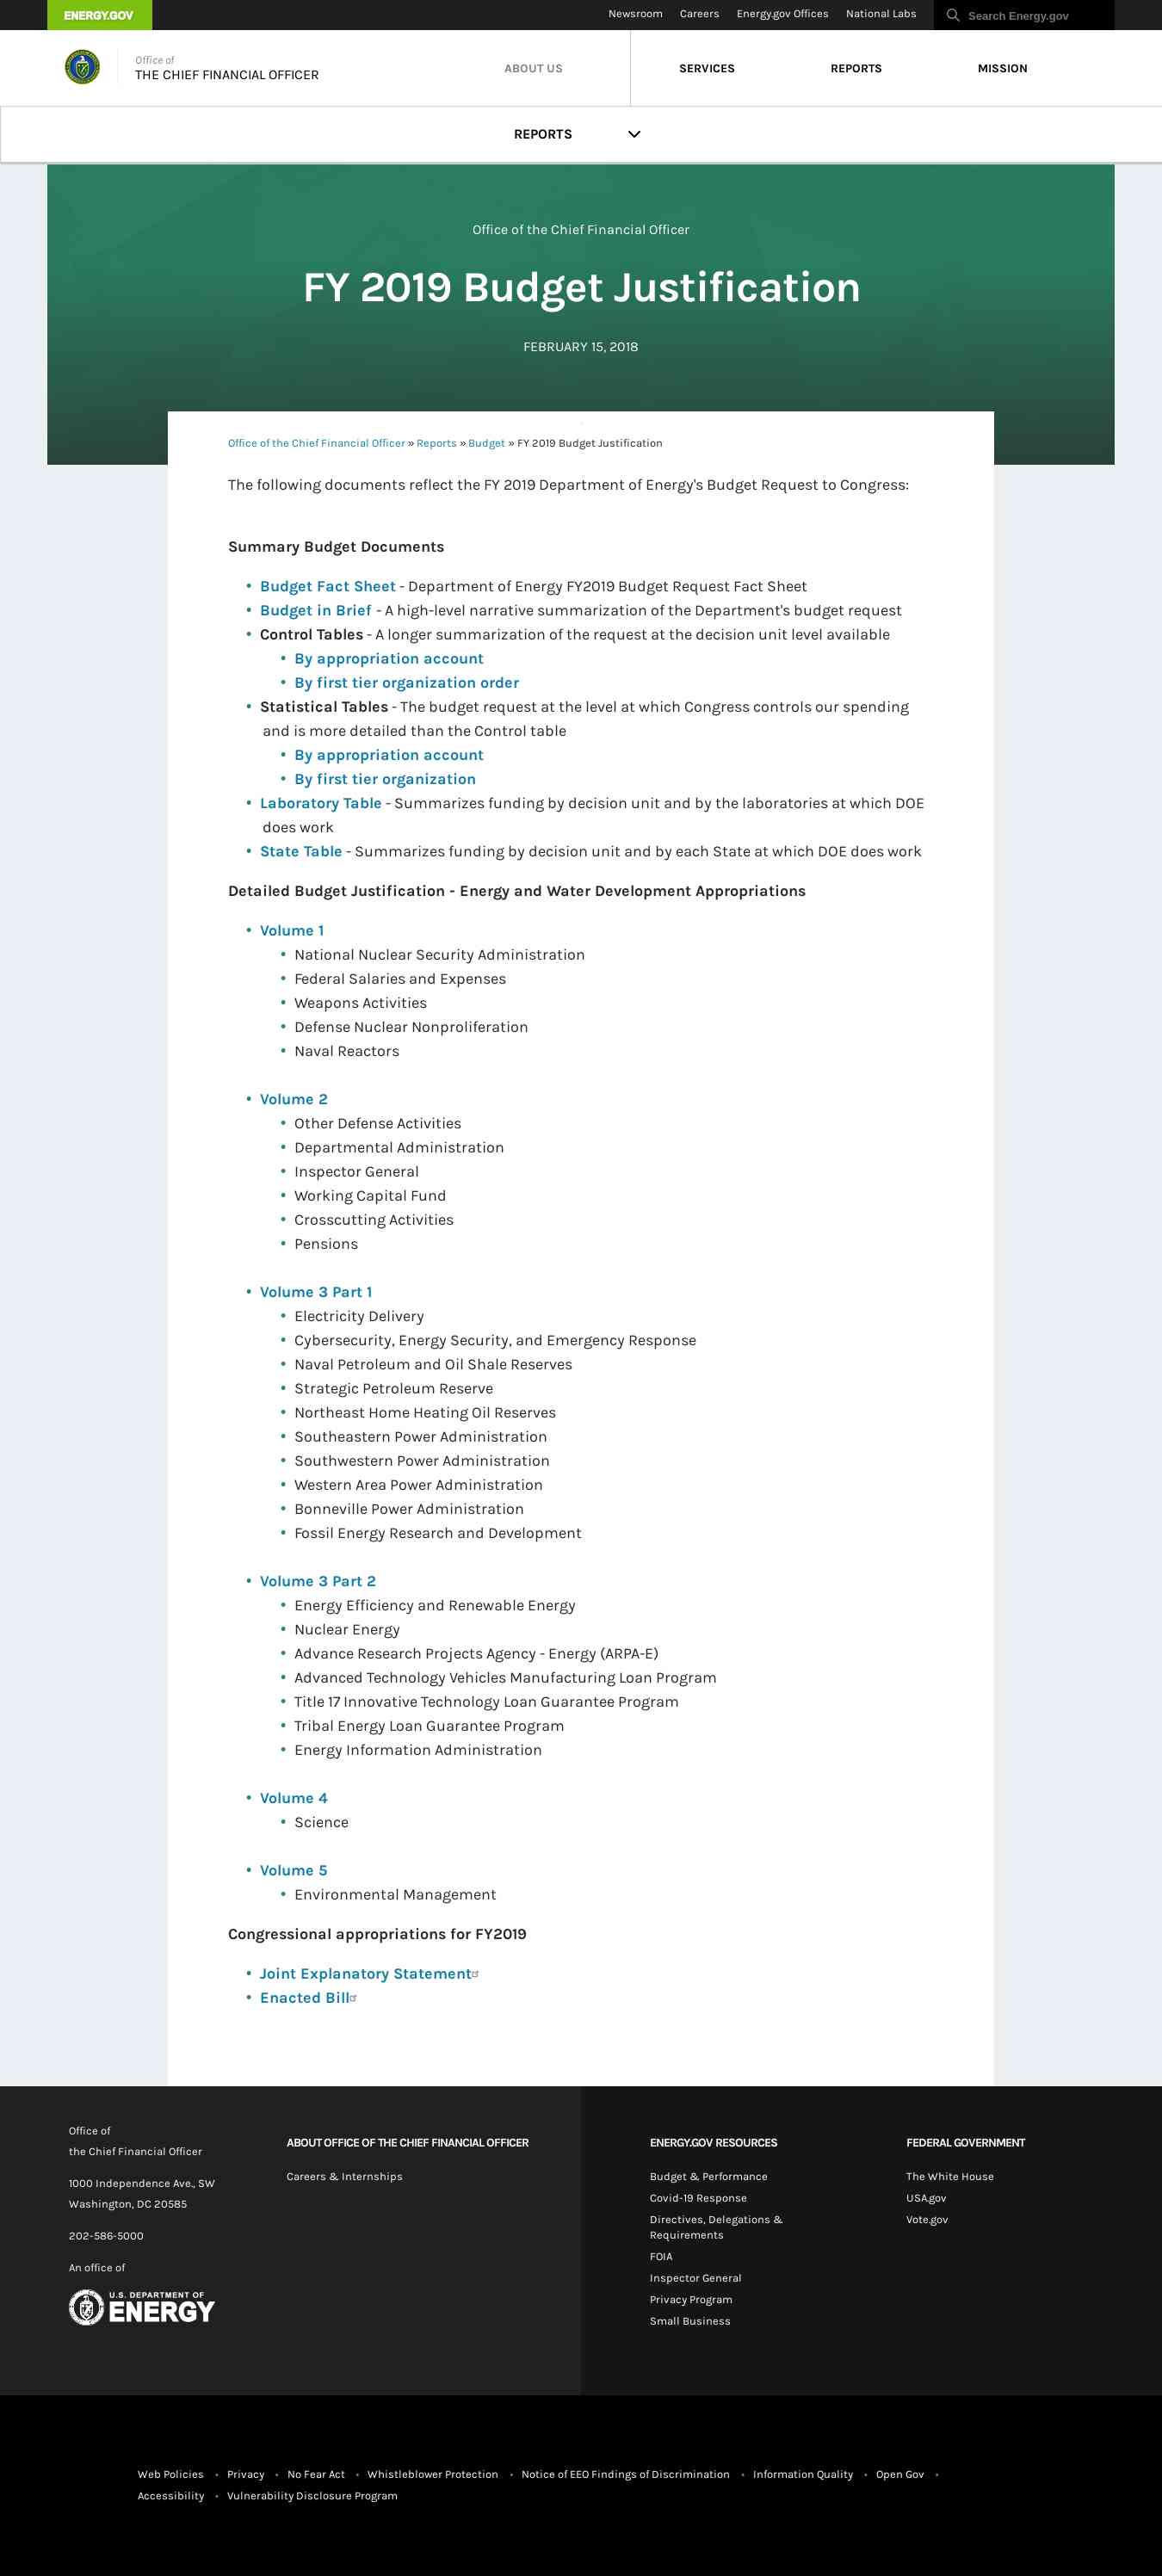 ENERGY.GOV
Newsroom Careers Energy.gov Offices National Labs Search Energy.gov
Office of
THE CHIEF FINANCIAL OFFICER
ABOUT US SERVICES REPORTS MISSION
REPORTS
Office of the Chief Financial Officer
FY 2019 Budget Justification
FEBRUARY 15, 2018
Office of the Chief Financial Officer » Reports » Budget » FY 2019 Budget Justification
The following documents reflect the FY 2019 Department of Energy's Budget Request to Congress:
Summary Budget Documents
• Budget Fact Sheet - Department of Energy FY2019 Budget Request Fact Sheet
• Budget in Brief - A high-level narrative summarization of the Department's budget request
• Control Tables - A longer summarization of the request at the decision unit level available
• By appropriation account
• By first tier organization order
• Statistical Tables - The budget request at the level at which Congress controls our spending
and is more detailed than the Control table
• By appropriation account
• By first tier organization
• Laboratory Table - Summarizes funding by decision unit and by the laboratories at which DOE
does work
• State Table - Summarizes funding by decision unit and by each State at which DOE does work
Detailed Budget Justification - Energy and Water Development Appropriations
• Volume 1
• National Nuclear Security Administration
• Federal Salaries and Expenses
• Weapons Activities
• Defense Nuclear Nonproliferation
• Naval Reactors
• Volume 2
• Other Defense Activities
• Departmental Administration
• Inspector General
• Working Capital Fund
• Crosscutting Activities
• Pensions
• Volume 3 Part 1
• Electricity Delivery
• Cybersecurity, Energy Security, and Emergency Response
• Naval Petroleum and Oil Shale Reserves
• Strategic Petroleum Reserve
• Northeast Home Heating Oil Reserves
• Southeastern Power Administration
• Southwestern Power Administration
• Western Area Power Administration
• Bonneville Power Administration
• Fossil Energy Research and Development
• Volume 3 Part 2
• Energy Efficiency and Renewable Energy
• Nuclear Energy
• Advance Research Projects Agency - Energy (ARPA-E)
• Advanced Technology Vehicles Manufacturing Loan Program
• Title 17 Innovative Technology Loan Guarantee Program
• Tribal Energy Loan Guarantee Program
• Energy Information Administration
• Volume 4
• Science
• Volume 5
• Environmental Management
Congressional appropriations for FY2019
• Joint Explanatory Statement
• Enacted Bill
Office of
the Chief Financial Officer
1000 Independence Ave., SW
Washington, DC 20585
202-586-5000
An office of
U.S. DEPARTMENT OF
ENERGY
ABOUT OFFICE OF THE CHIEF FINANCIAL OFFICER
Careers & Internships
ENERGY.GOV RESOURCES
Budget & Performance
Covid-19 Response
Directives, Delegations &
Requirements
FOIA
Inspector General
Privacy Program
Small Business
FEDERAL GOVERNMENT
The White House
USA.gov
Vote.gov
Web Policies • Privacy • No Fear Act • Whistleblower Protection • Notice of EEO Findings of Discrimination • Information Quality • Open Gov •
Accessibility • Vulnerability Disclosure Program